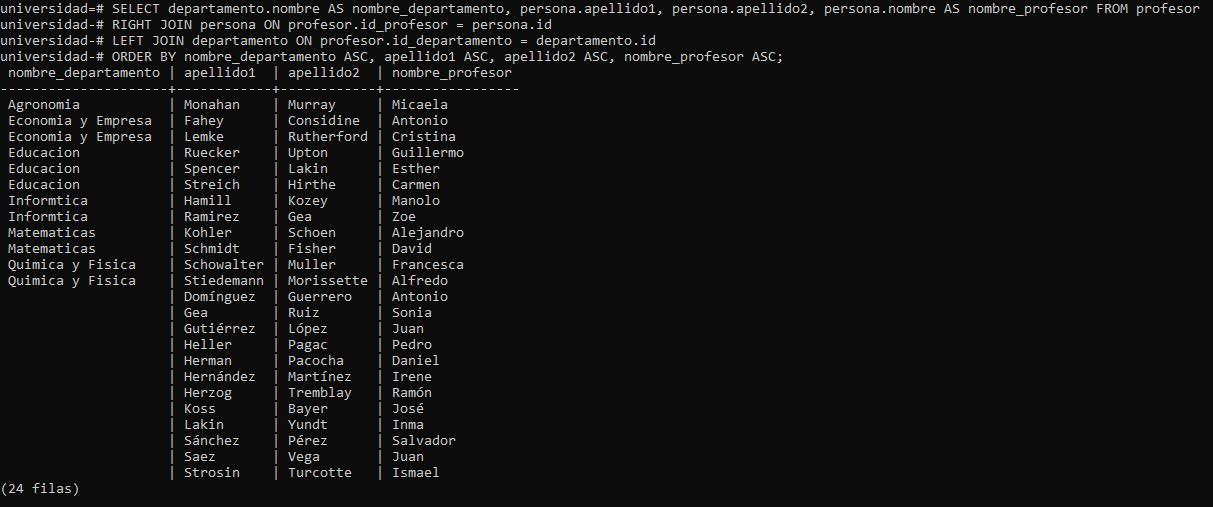 universidad=# SELECT departamento.nombre AS nombre_departamento, persona.apellido1, persona.apellido2, persona.nombre AS nombre_profesor FROM profesor
universidad-# RIGHT JOIN persona ON profesor.id_profesor = persona.id
universidad-# LEFT JOIN departamento ON profesor.id_departamento = departamento.id
universidad-# ORDER BY nombre_departamento ASC, apellido1 ASC, apellido2 ASC, nombre_profesor ASC;
 nombre_departamento | apellido1  | apellido2  | nombre_profesor
---------------------+------------+------------+-----------------
 Agronomia           | Monahan    | Murray     | Micaela
 Economia y Empresa  | Fahey      | Considine  | Antonio
 Economia y Empresa  | Lemke      | Rutherford | Cristina
 Educacion           | Ruecker    | Upton      | Guillermo
 Educacion           | Spencer    | Lakin      | Esther
 Educacion           | Streich    | Hirthe     | Carmen
 Informtica          | Hamill     | Kozey      | Manolo
 Informtica          | Ramirez    | Gea        | Zoe
 Matematicas         | Kohler     | Schoen     | Alejandro
 Matematicas         | Schmidt    | Fisher     | David
 Quimica y Fisica    | Schowalter | Muller     | Francesca
 Quimica y Fisica    | Stiedemann | Morissette | Alfredo
                     | Domínguez  | Guerrero   | Antonio
                     | Gea        | Ruiz       | Sonia
                     | Gutiérrez  | López      | Juan
                     | Heller     | Pagac      | Pedro
                     | Herman     | Pacocha    | Daniel
                     | Hernández  | Martínez   | Irene
                     | Herzog     | Tremblay   | Ramón
                     | Koss       | Bayer      | José
                     | Lakin      | Yundt      | Inma
                     | Sánchez    | Pérez      | Salvador
                     | Saez       | Vega       | Juan
                     | Strosin    | Turcotte   | Ismael
(24 filas)